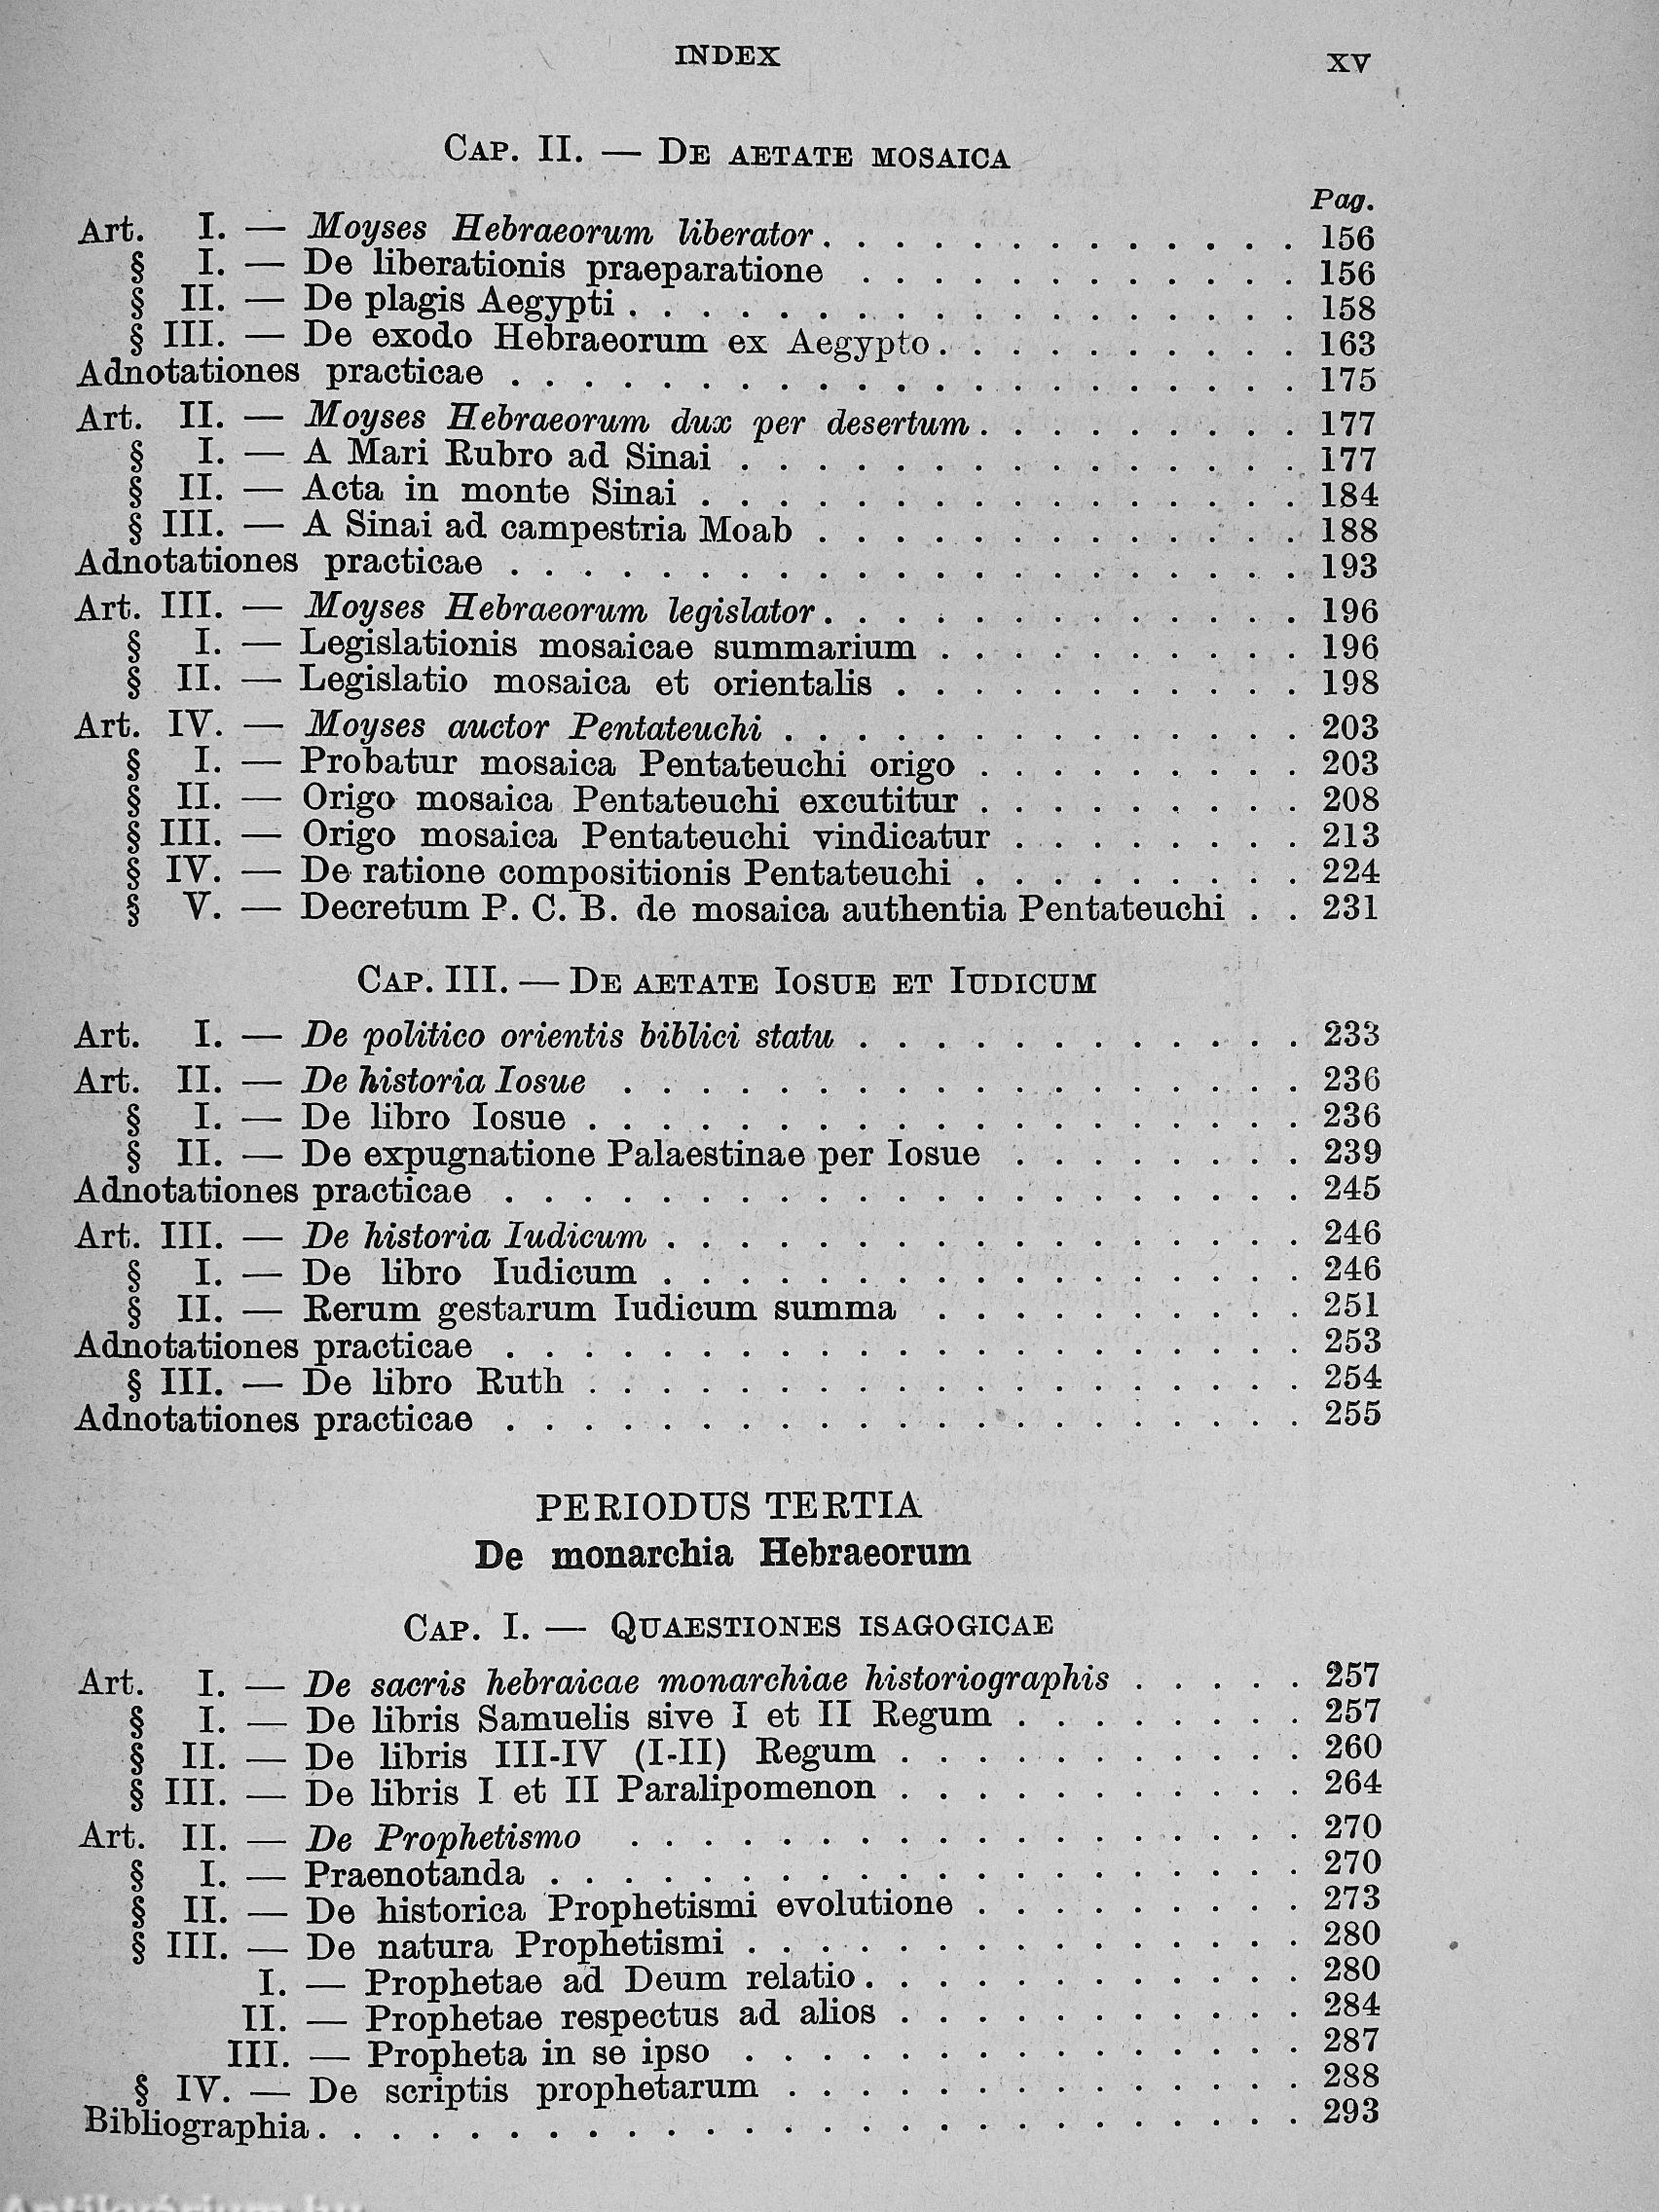 INDEX
XV
CAP. II. — DE AETATE MOSAICA
Pag.
Art. I. — Moyses Hebraeorum liberator . . . . . . . . . . . . . 156
§ I. — De liberationis praeparatione . . . . . . . . . . . . 156
§ II. — De plagis Aegypti . . . . . . . . . . . . . . . . . . 158
§ III. — De exodo Hebraeorum ex Aegypto . . . . . . . . . . 163
Adnotationes practicae . . . . . . . . . . . . . . . . . . . . . 175
Art. II. — Moyses Hebraeorum dux per desertum . . . . . . . . . 177
§ I. — A Mari Rubro ad Sinai . . . . . . . . . . . . . . . 177
§ II. — Acta in monte Sinai . . . . . . . . . . . . . . . . 184
§ III. — A Sinai ad campestria Moab . . . . . . . . . . . . . 188
Adnotationes practicae . . . . . . . . . . . . . . . . . . . . . 193
Art. III. — Moyses Hebraeorum legislator . . . . . . . . . . . . . 196
§ I. — Legislationis mosaicae summarium . . . . . . . . . . 196
§ II. — Legislatio mosaica et orientalis . . . . . . . . . . . 198
Art. IV. — Moyses auctor Pentateuchi . . . . . . . . . . . . . . 203
§ I. — Probatur mosaica Pentateuchi origo . . . . . . . . . 203
§ II. — Origo mosaica Pentateuchi excutitur . . . . . . . . . 208
§ III. — Origo mosaica Pentateuchi vindicatur . . . . . . . . 213
§ IV. — De ratione compositionis Pentateuchi . . . . . . . . . 224
§ V. — Decretum P. C. B. de mosaica authentia Pentateuchi . . 231
CAP. III. — DE AETATE IOSUE ET IUDICUM
Art. I. — De politico orientis biblici statu . . . . . . . . . . . . 233
Art. II. — De historia Iosue . . . . . . . . . . . . . . . . . . 236
§ I. — De libro Iosue . . . . . . . . . . . . . . . . . . . 236
§ II. — De expugnatione Palaestinae per Iosue . . . . . . . . 239
Adnotationes practicae . . . . . . . . . . . . . . . . . . . . . 245
Art. III. — De historia Iudicum . . . . . . . . . . . . . . . . . 246
§ I. — De libro Iudicum . . . . . . . . . . . . . . . . . 246
§ II. — Rerum gestarum Iudicum summa . . . . . . . . . . 251
Adnotationes practicae . . . . . . . . . . . . . . . . . . . . . 253
§ III. — De libro Ruth . . . . . . . . . . . . . . . . . . . 254
Adnotationes practicae . . . . . . . . . . . . . . . . . . . . . 255
PERIODUS TERTIA
De monarchia Hebraeorum
CAP. I. — QUAESTIONES ISAGOGICAE
Art. I. — De sacris hebraicae monarchiae historiographis . . . . . 257
§ I. — De libris Samuelis sive I et II Regum . . . . . . . . 257
§ II. — De libris III-IV (I-II) Regum . . . . . . . . . . . 260
§ III. — De libris I et II Paralipomenon . . . . . . . . . . . 264
Art. II. — De Prophetismo . . . . . . . . . . . . . . . . . . 270
§ I. — Praenotanda . . . . . . . . . . . . . . . . . . . . 270
§ II. — De historica Prophetismi evolutione . . . . . . . . . 273
§ III. — De natura Prophetismi . . . . . . . . . . . . . . . 280
I. — Prophetae ad Deum relatio . . . . . . . . . . . . 280
II. — Prophetae respectus ad alios . . . . . . . . . . . 284
III. — Propheta in se ipso . . . . . . . . . . . . . . . 287
§ IV. — De scriptis prophetarum . . . . . . . . . . . . . . 288
Bibliographia . . . . . . . . . . . . . . . . . . . . . . . . . . 293
Antikvárium.hu